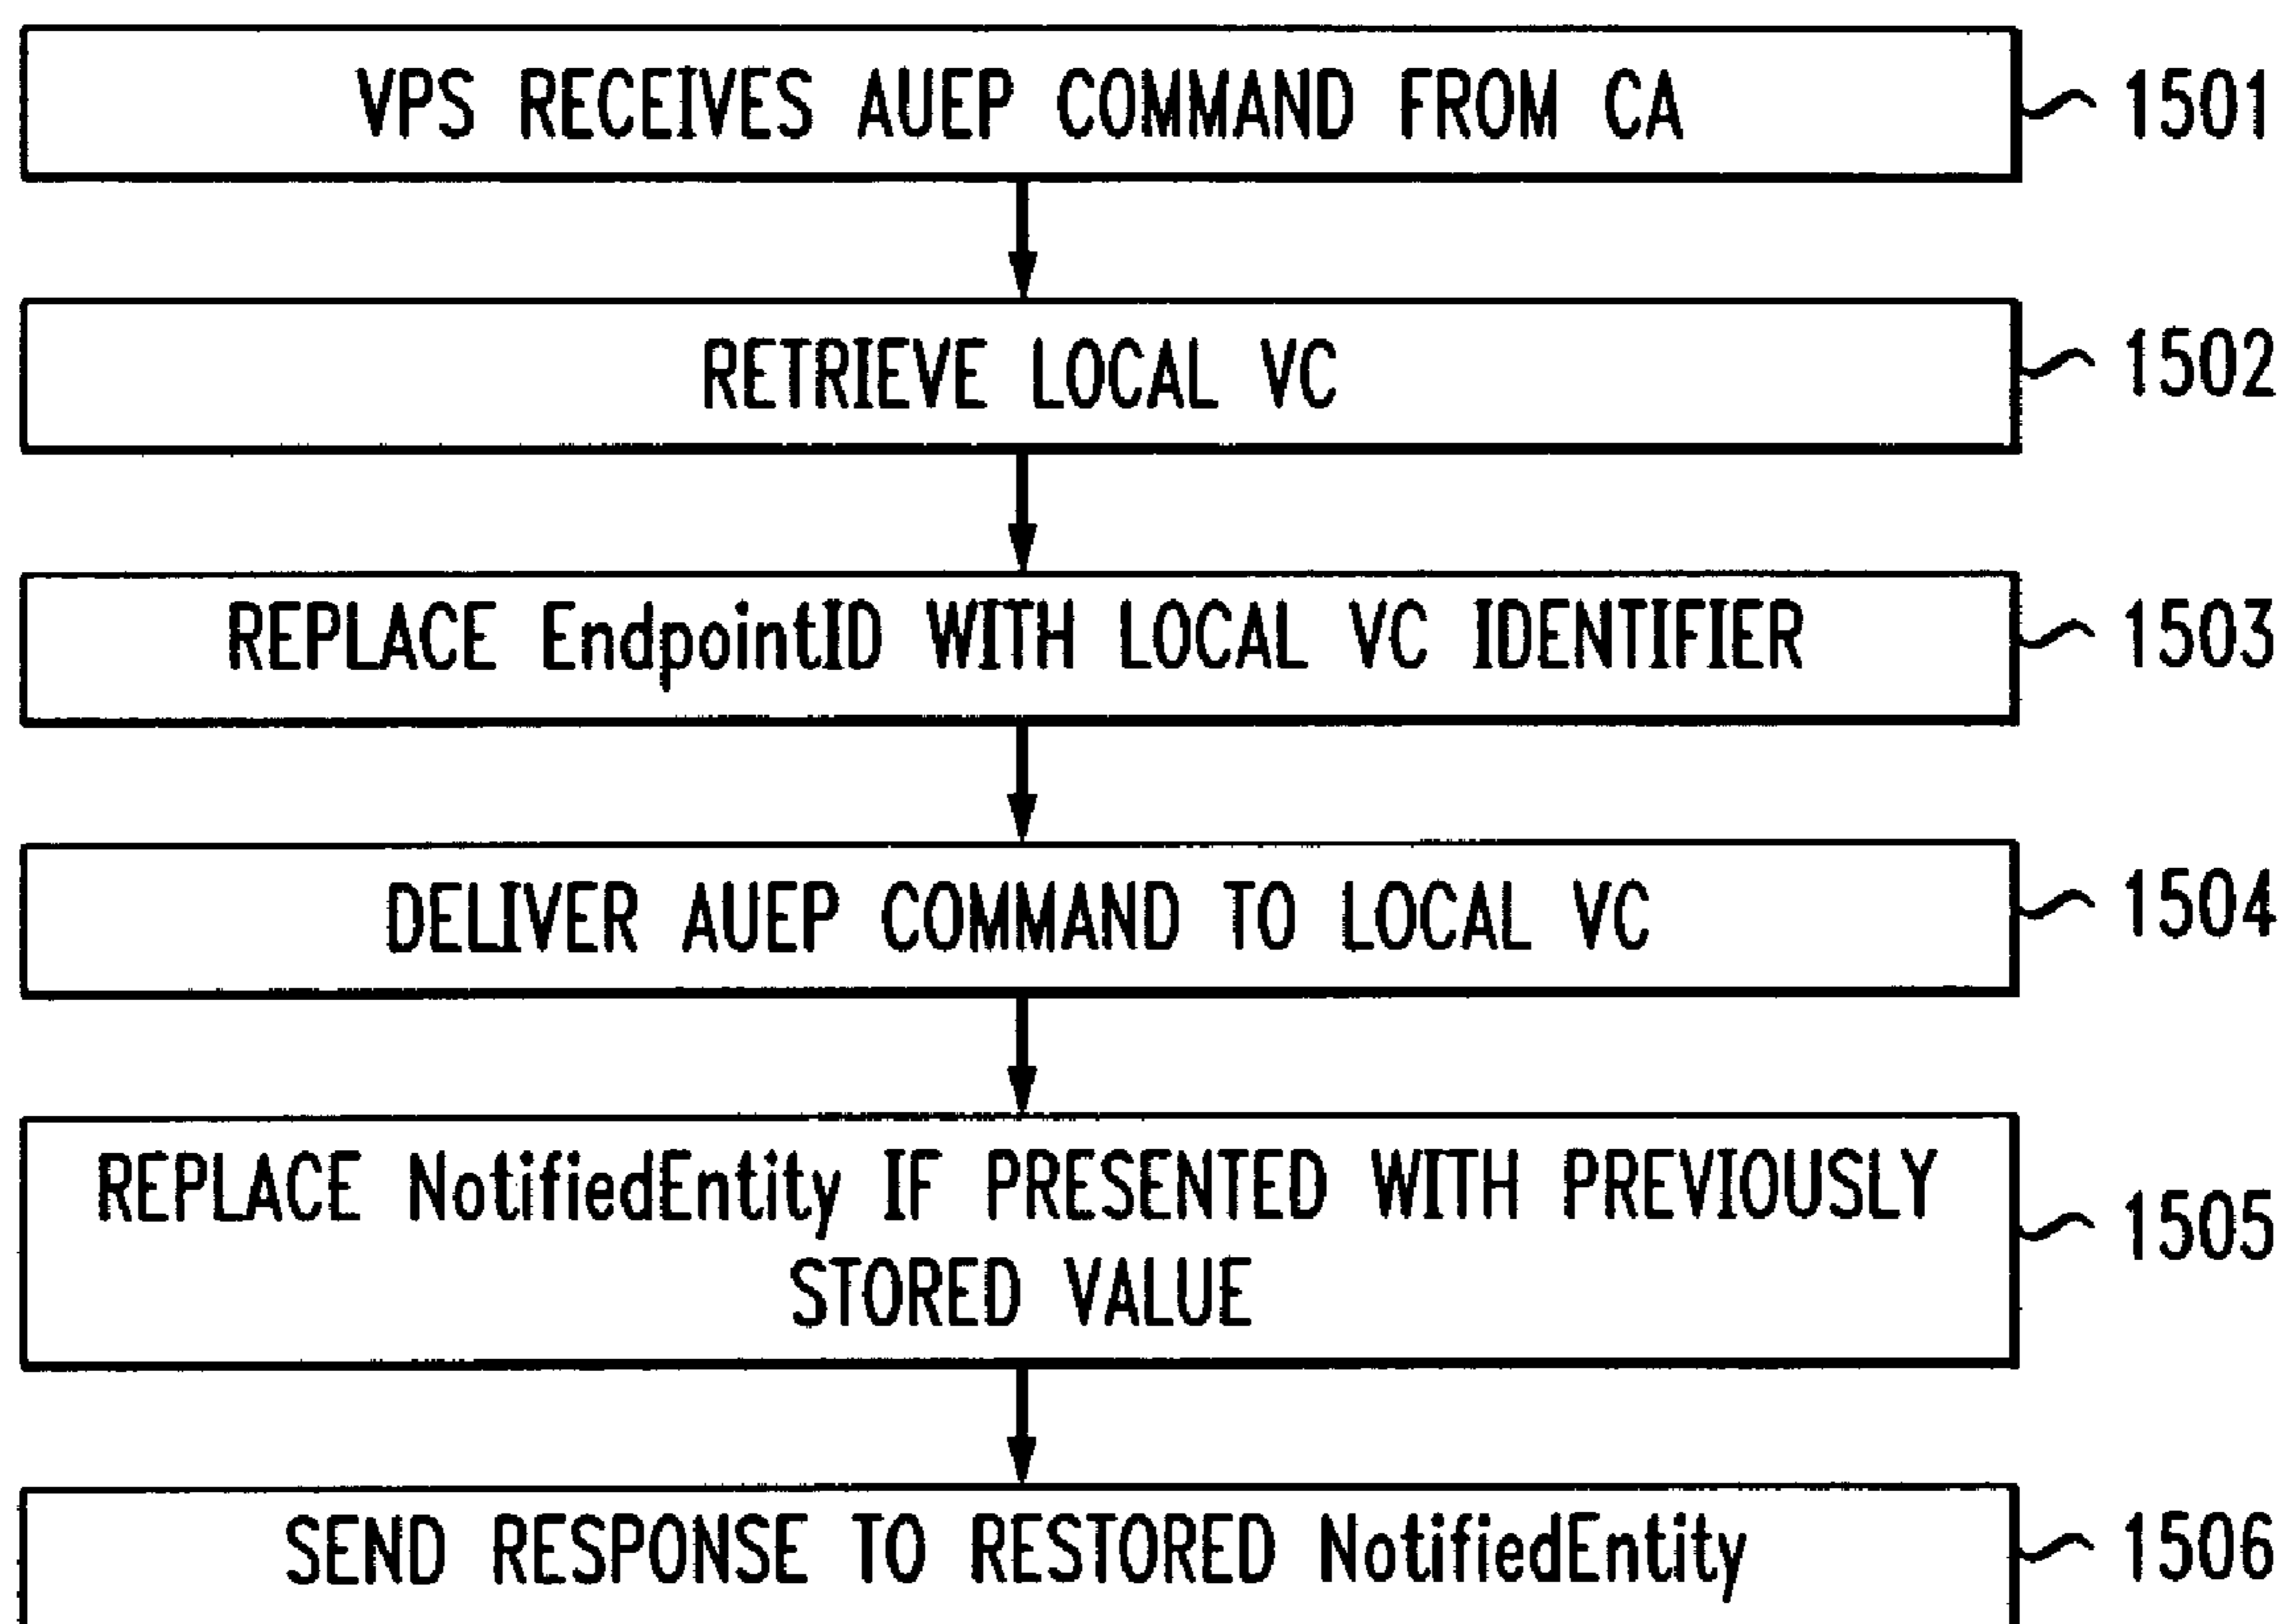 VPS RECEIVES AUEP COMMAND FROM CA
1501
RETRIEVE LOCAL VC
1502
REPLACE EndpointID WITH LOCAL VC IDENTIFIER
1503
DELIVER AUEP COMMAND TO LOCAL VC
1504
REPLACE NotifiedEntity IF PRESENTED WITH PREVIOUSLY
STORED VALUE
1505
SEND RESPONSE TO RESTORED NotifiedEntity
1506